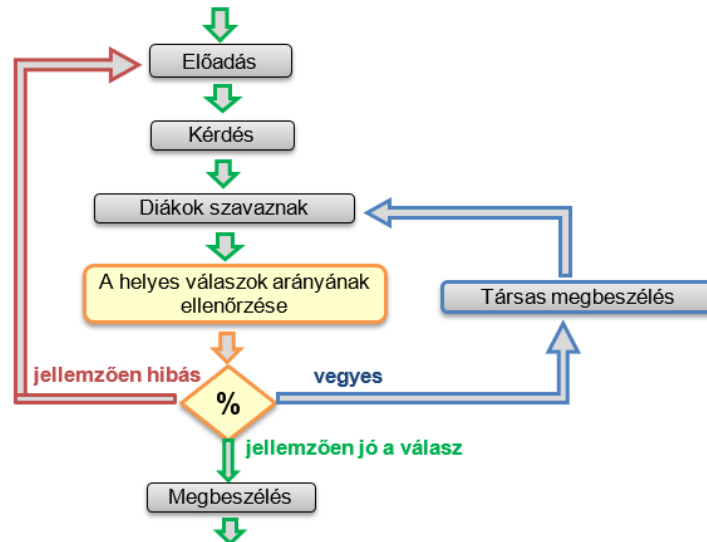 Előadás
Kérdés
Diákok szavaznak
A helyes válaszok arányának
ellenőrzése
Társas megbeszélés
jellemzően hibás
vegyes
%
jellemzően jó a válasz
Megbeszélés